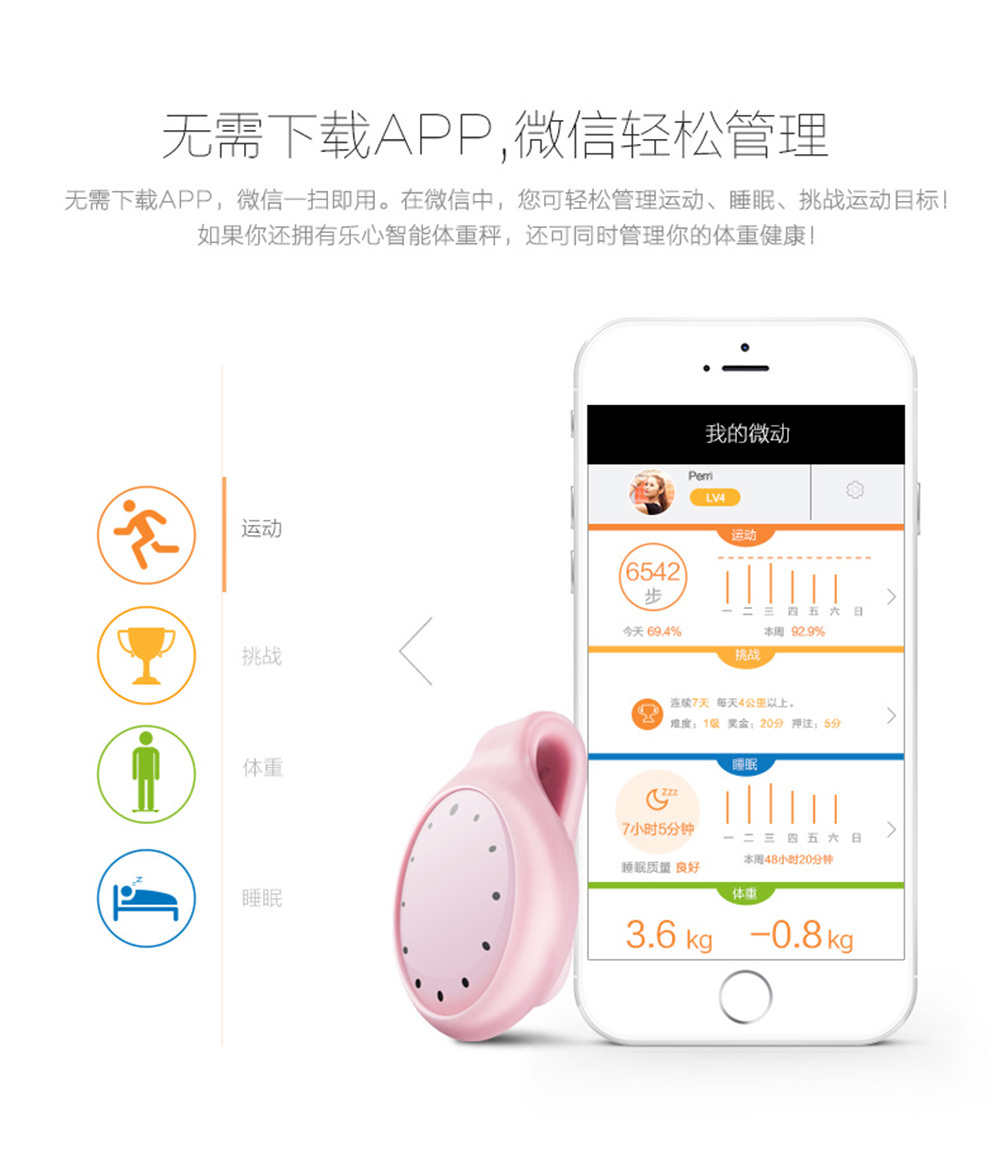 无需下载APP,微信轻松管理
无需下载APP，微信一扫即用。在微信中，您可轻松管理运动、睡眠、挑战运动目标！
如果你还拥有乐心智能体重秤，还可同时管理你的体重健康！
运动
挑战
体重
睡眠
我的微动
Perri
LV4
运动
6542
步
一 二 三 四 五 六 日
今天 69.4% 本周 92.9%
挑战
连续7天 每天4公里以上。
难度：1级 奖金：20分 押注：5分
睡眠
zzz
7小时5分钟
一 二 三 四 五 六 日
睡眠质量 良好 本周48小时20分钟
体重
3.6 kg −0.8 kg